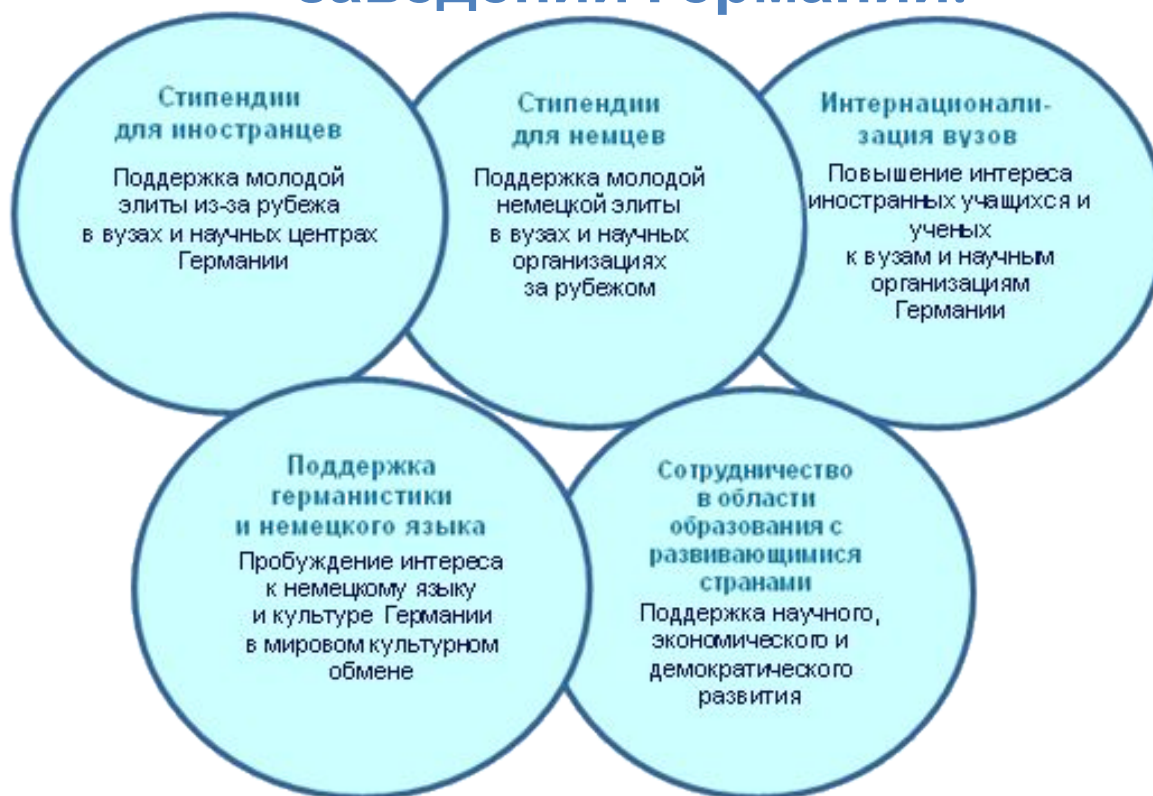 заведений Германии.
Стипендии
для иностранцев
Поддержка молодой
элиты из-за рубежа
в вузах и научных центрах
Германии
Стипендии
для немцев
Поддержка молодой
немецкой элиты
в вузах и научных
организациях
за рубежом
Интернационали-
зация вузов
Повышение интереса
иностранных учащихся и
ученых
к вузам и научным
организациям
Германии
Поддержка
германистики
и немецкого языка
Пробуждение интереса
к немецкому языку
и культуре Германии
в мировом культурном
обмене
Сотрудничество
в области
образования с
развивающимися
странами
Поддержка научного,
экономического и
демократического
развития